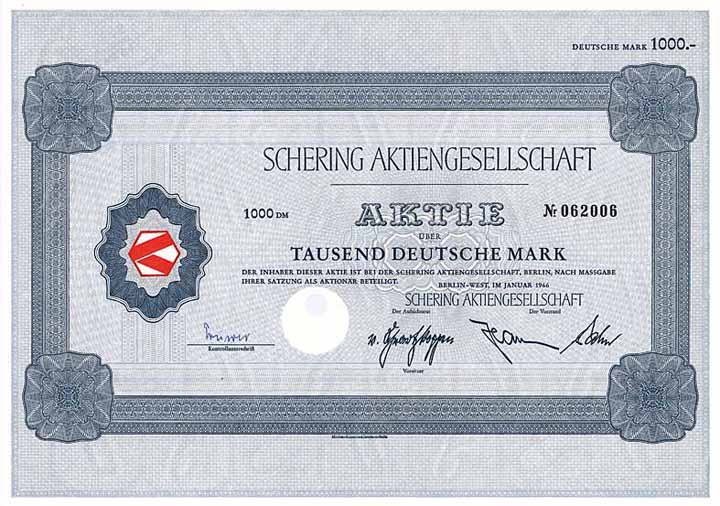 DEUTSCHE MARK 1000.-
SCHERING AKTIENGESELLSCHAFT
1000 DM AKTIE Nr 062006
ÜBER
TAUSEND DEUTSCHE MARK
DER INHABER DIESER AKTIE IST BEI DER SCHERING AKTIENGESELLSCHAFT, BERLIN, NACH MASSGABE
IHRER SATZUNG ALS AKTIONÄR BETEILIGT.
BERLIN-WEST, IM JANUAR 1966
SCHERING AKTIENGESELLSCHAFT
Der Aufsichtsrat Der Vorstand
Kontrollunterschrift
Vorsitzer